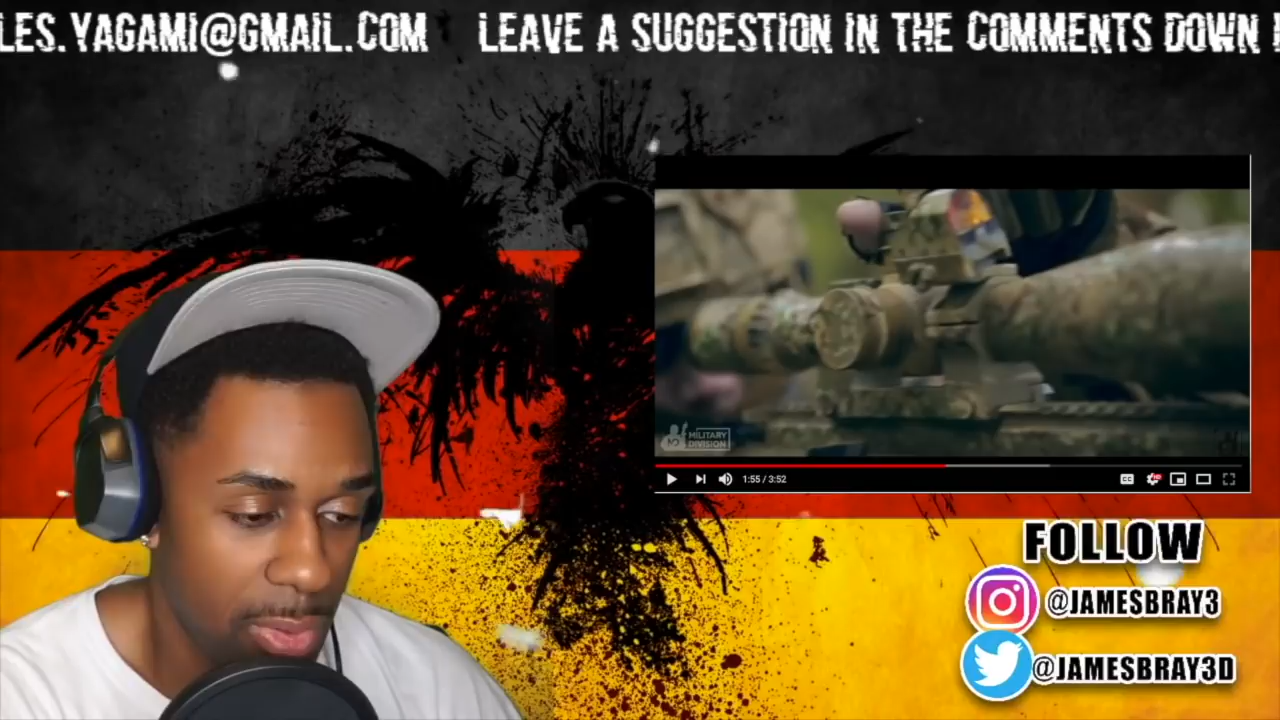 LES.YAGAMI@GMAIL.COM LEAVE A SUGGESTION IN THE COMMENTS DOWN
MILITARY
DIVISION
1:55 / 3:52
FOLLOW
@JAMESBRAY3
@JAMESBRAY3D